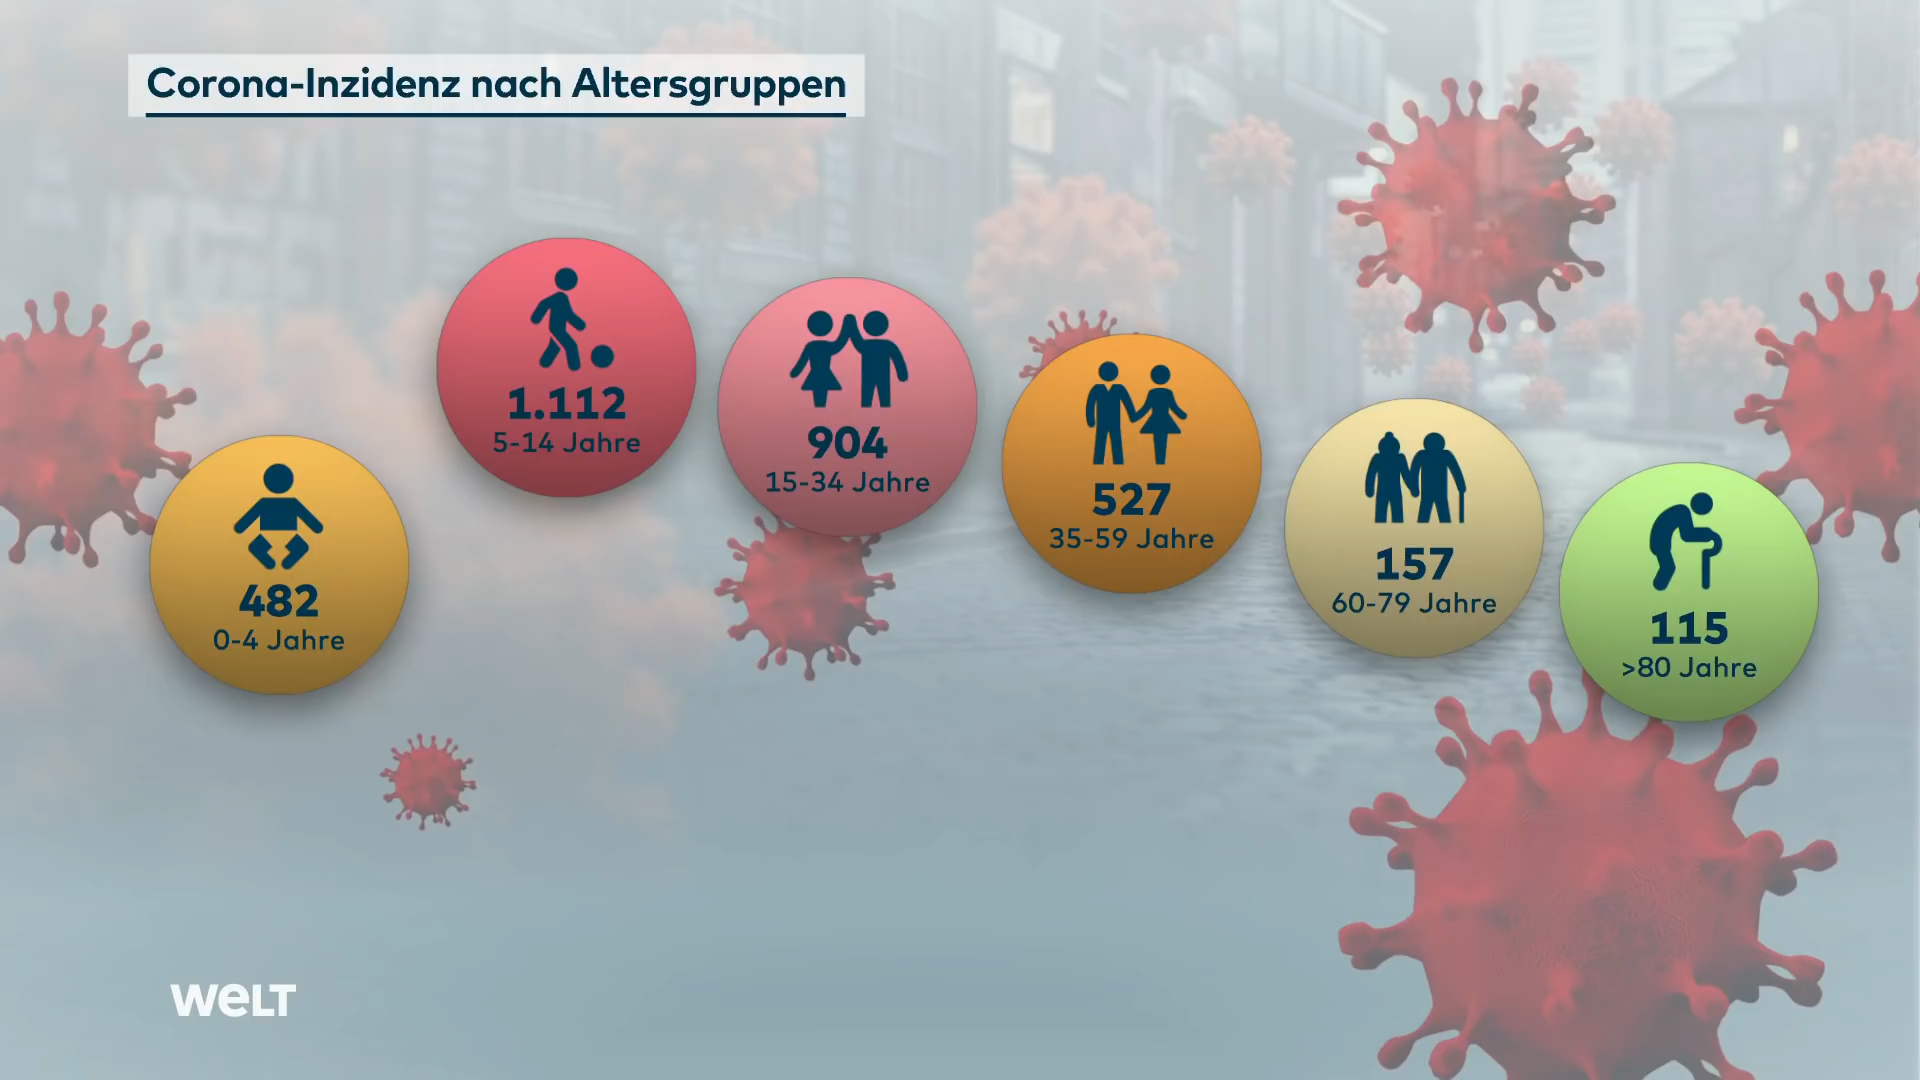 Corona-Inzidenz nach Altersgruppen
482
0-4 Jahre
1.112
5-14 Jahre
904
15-34 Jahre
527
35-59 Jahre
157
60-79 Jahre
115
>80 Jahre
WELT